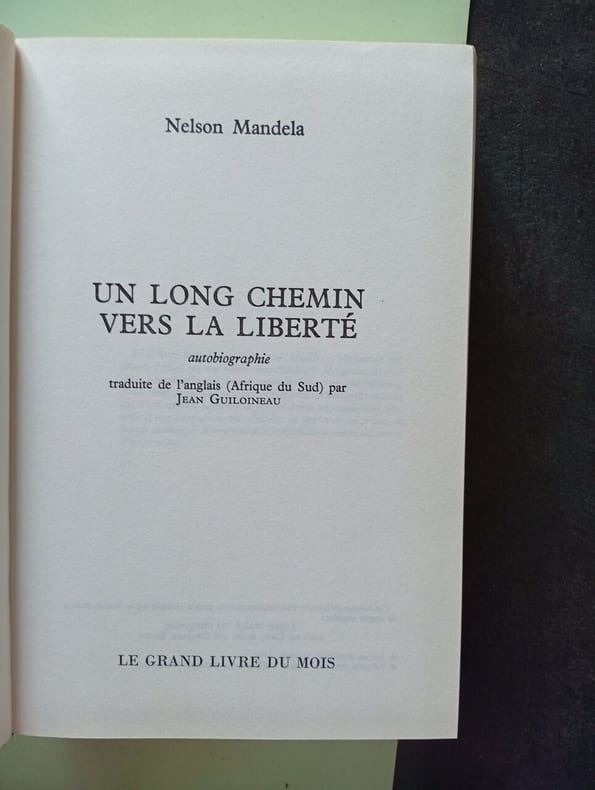 Nelson Mandela
UN LONG CHEMIN
VERS LA LIBERTÉ
autobiographie
traduite de l'anglais (Afrique du Sud) par
JEAN GUILOINEAU
LE GRAND LIVRE DU MOIS